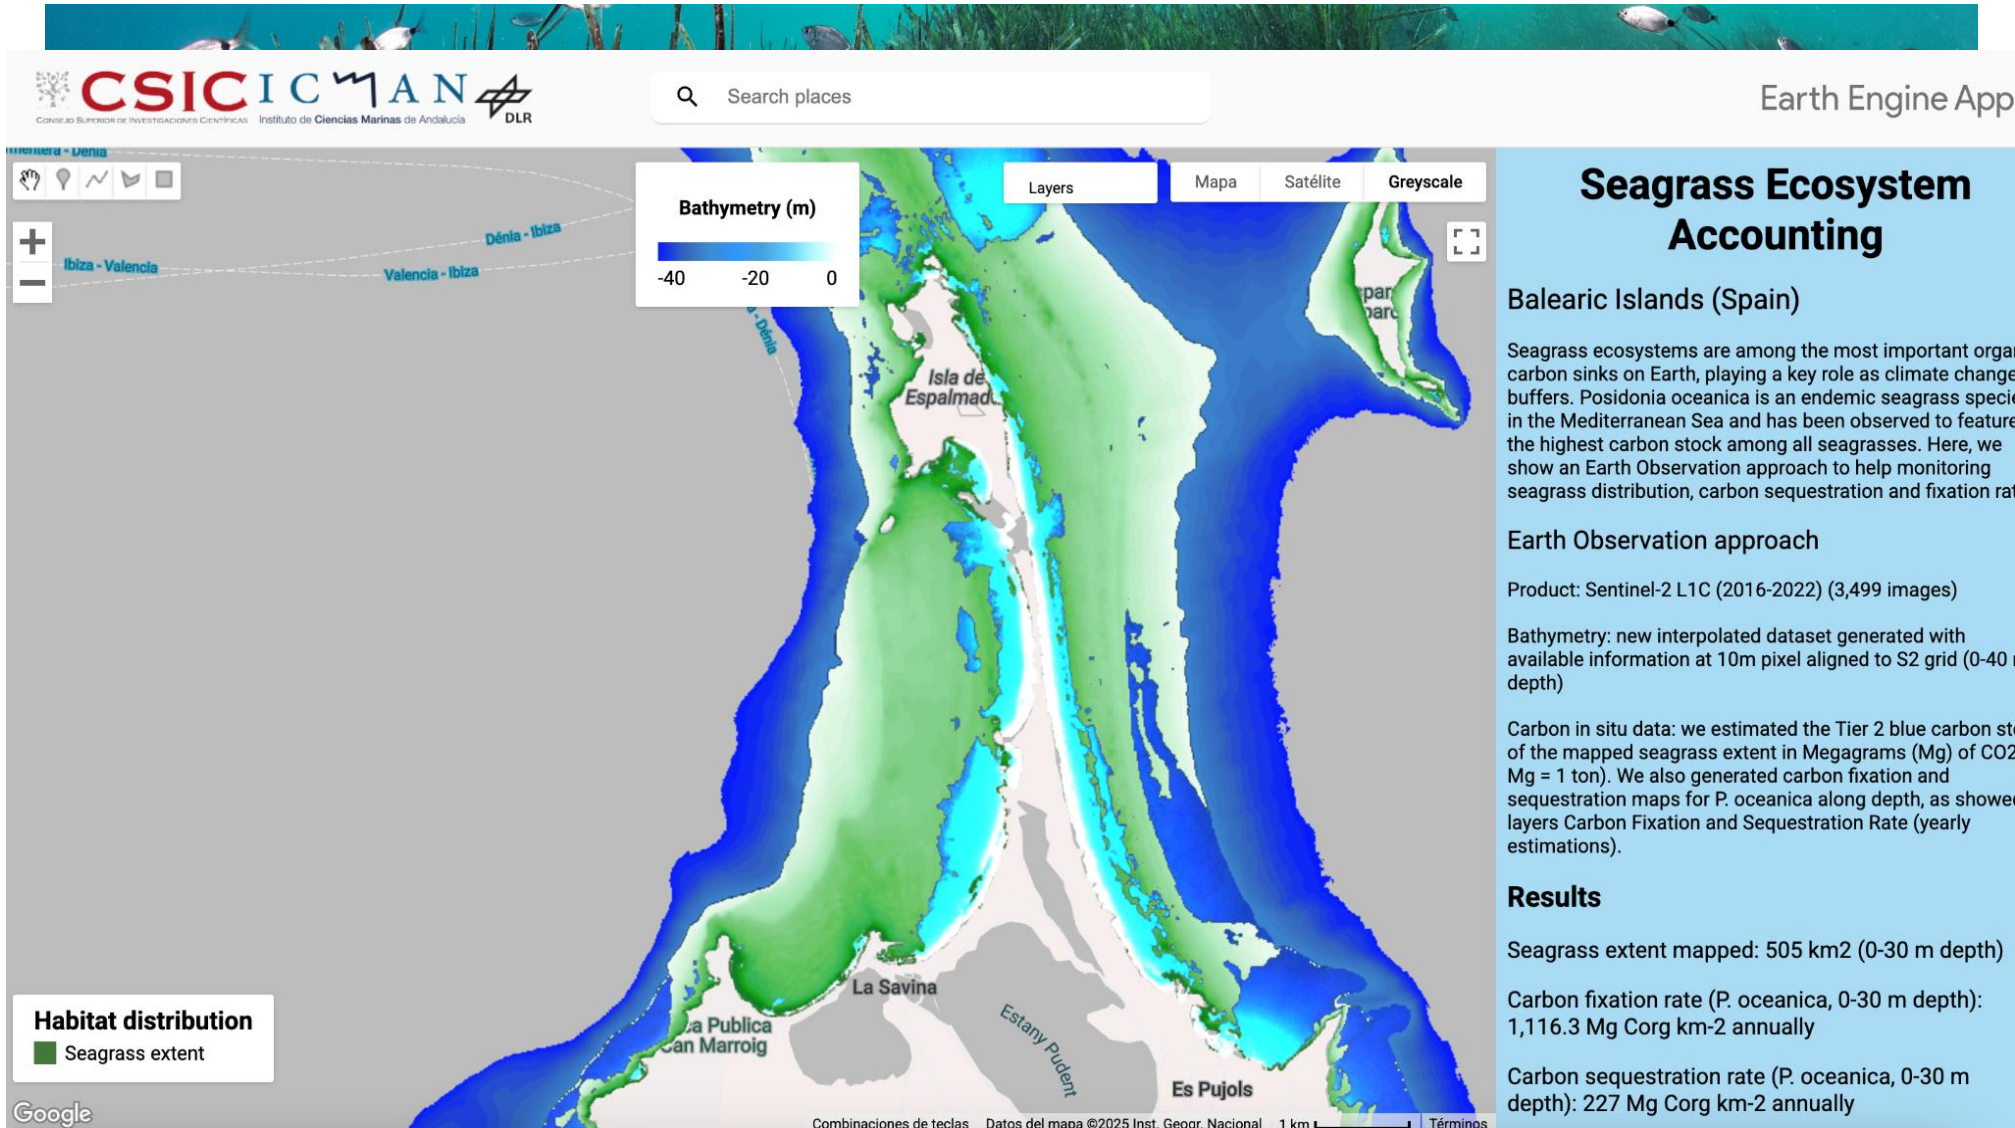 CSIC
CONSEJO SUPERIOR DE INVESTIGACIONES CIENTÍFICAS
ICMAN
Instituto de Ciencias Marinas de Andalucía
DLR
Search places
Earth Engine App
Dénia
Dénia - Ibiza
Ibiza - Valencia
Valencia - Ibiza
- Dénia
Bathymetry (m)
-40 -20 0
Layers
Mapa Satélite Greyscale
Isla de
Espalmad
La Savina
Estany Pudent
Es Pujols
a Publica
an Marroig
Habitat distribution
Seagrass extent
Google
Combinaciones de teclas Datos del mapa ©2025 Inst. Geogr. Nacional 1 km Términos
Seagrass Ecosystem
Accounting
Balearic Islands (Spain)
Seagrass ecosystems are among the most important orga
carbon sinks on Earth, playing a key role as climate change
buffers. Posidonia oceanica is an endemic seagrass speci
in the Mediterranean Sea and has been observed to feature
the highest carbon stock among all seagrasses. Here, we
show an Earth Observation approach to help monitoring
seagrass distribution, carbon sequestration and fixation rat
Earth Observation approach
Product: Sentinel-2 L1C (2016-2022) (3,499 images)
Bathymetry: new interpolated dataset generated with
available information at 10m pixel aligned to S2 grid (0-40
depth)
Carbon in situ data: we estimated the Tier 2 blue carbon st
of the mapped seagrass extent in Megagrams (Mg) of CO2
Mg = 1 ton). We also generated carbon fixation and
sequestration maps for P. oceanica along depth, as showe
layers Carbon Fixation and Sequestration Rate (yearly
estimations).
Results
Seagrass extent mapped: 505 km2 (0-30 m depth)
Carbon fixation rate (P. oceanica, 0-30 m depth):
1,116.3 Mg Corg km-2 annually
Carbon sequestration rate (P. oceanica, 0-30 m
depth): 227 Mg Corg km-2 annually